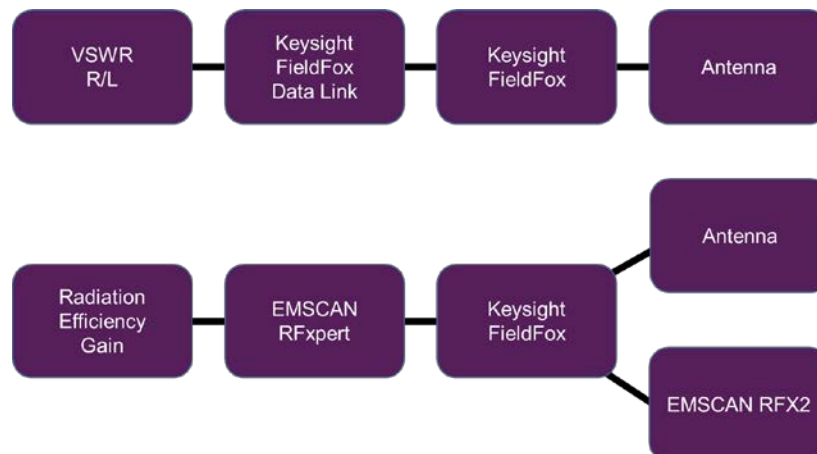 VSWR
R/L
Keysight
FieldFox
Data Link
Keysight
FieldFox
Antenna
Antenna
Radiation
Efficiency
Gain
EMSCAN
RFxpert
Keysight
FieldFox
EMSCAN RFX2